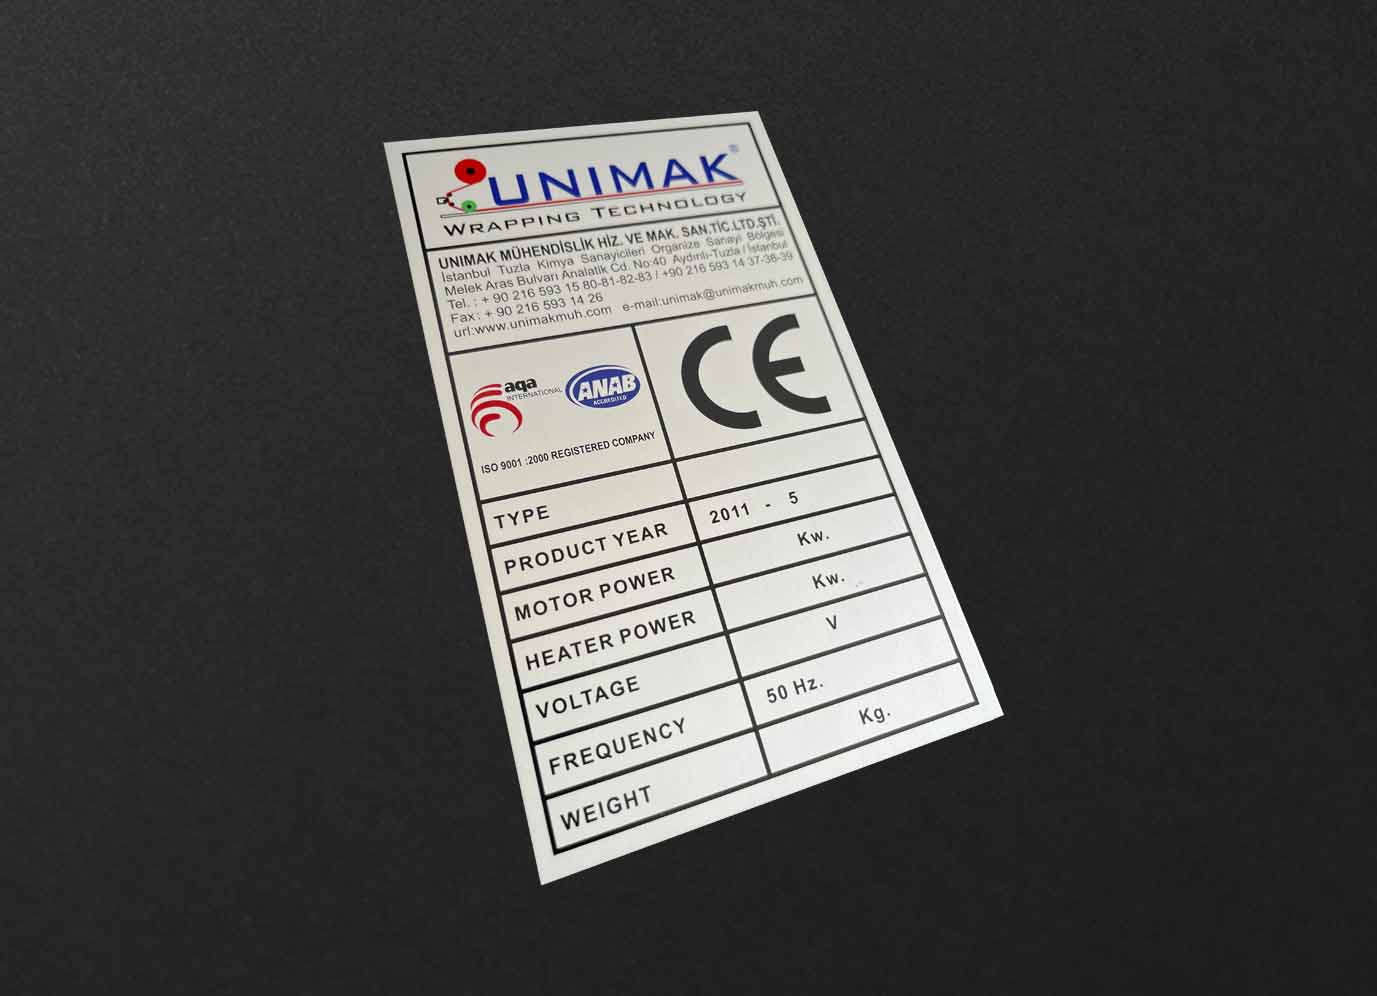 UNIMAK®
WRAPPING TECHNOLOGY
UNIMAK MÜHENDİSLİK HİZ. VE MAK. SAN.TİC.LTD.ŞTİ.
İstanbul Tuzla Kimya Sanayicileri Organize Sanayi Bölgesi
Melek Aras Bulvarı Analatik Cd. No:40 Aydınlı-Tuzla / İstanbul
Tel. : + 90 216 593 15 80-81-82-83 / +90 216 593 14 37-38-39
Fax : + 90 216 593 14 26
url:www.unimakmuh.com e-mail:unimak@unimakmuh.com
aqa
INTERNATIONAL
ANAB
ACCREDITED
ISO 9001 :2000 REGISTERED COMPANY
CE
TYPE
PRODUCT YEAR 2011 - 5
MOTOR POWER Kw.
HEATER POWER Kw.
VOLTAGE V
FREQUENCY 50 Hz.
WEIGHT Kg.